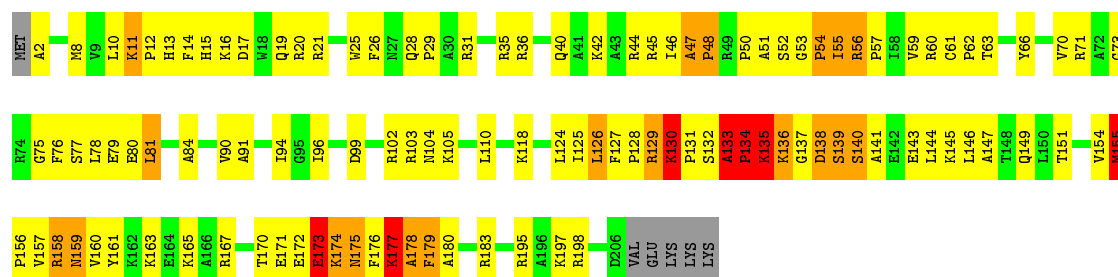 MET A2 M8 V9 L10 K11 P12 H13 F14 H15 K16 D17 W18 Q19 R20 R21 W25 F26 N27 Q28 P29 A30 R31 R35 R36 Q40 A41 K42 A43 R44 R45 I46 A47 P48 R49 P50 A51 S52 G53 P54 I55 R56 P57 I58 V59 R60 C61 P62 T63 Y66 V70 R71 A72 G73
R74 G75 F76 S77 L78 E79 E80 L81 A84 V90 A91 I94 G95 I96 D99 R102 R103 N104 K105 L110 K118 L124 I125 L126 F127 P128 R129 K130 P131 S132 A133 P134 K135 K136 G137 D138 S139 S140 A141 E142 E143 L144 K145 L146 A147 T148 Q149 L150 T151 V154 M155
P156 V157 R158 N159 V160 Y161 K162 K163 E164 K165 A166 R167 T170 E171 E172 E173 K174 N175 F176 K177 A178 F179 A180 R183 R195 A196 K197 R198 D206 VAL GLU LYS LYS LYS